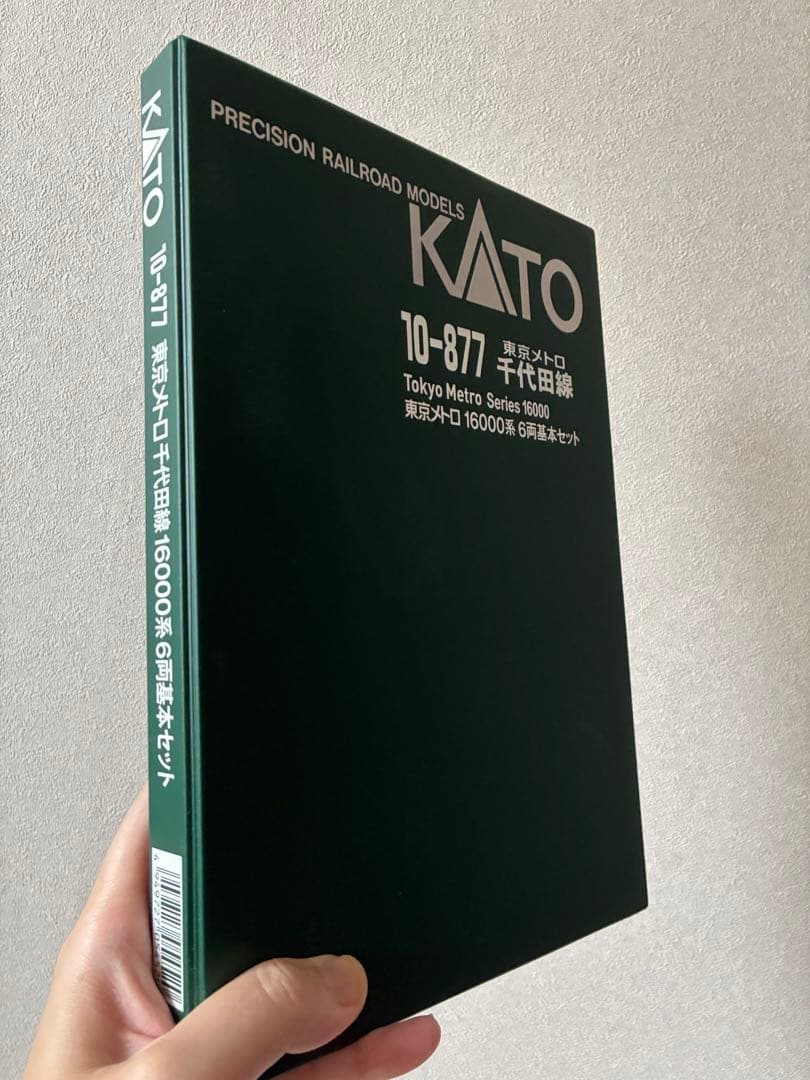 KATO 10-877 東京メトロ 千代田線 16000系 6両基本セット
PRECISION RAILROAD MODELS
KATO
10-877 東京メトロ
千代田線
Tokyo Metro Series 16000
東京メトロ 16000系 6両基本セット